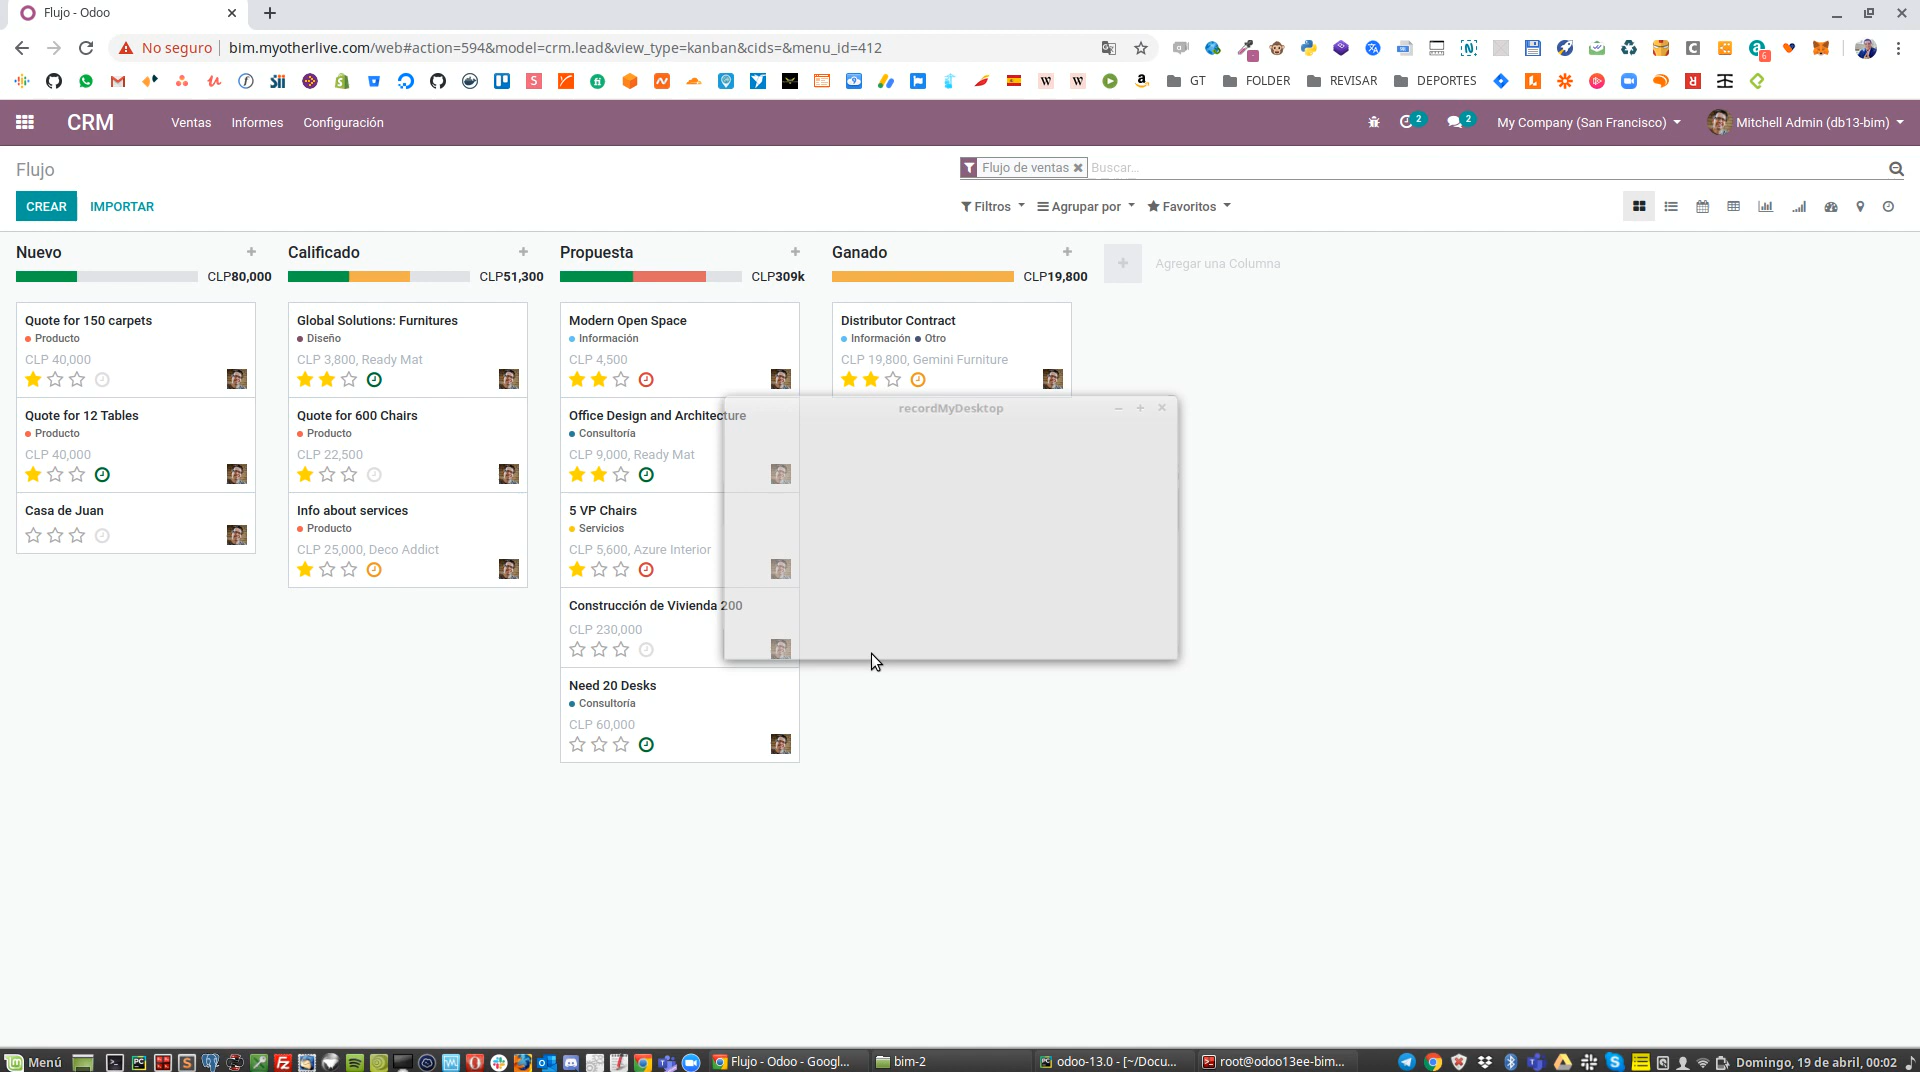 Flujo - Odoo
No seguro
bim.myotherlive.com/web#action=594&model=crm.lead&view_type=kanban&cids=&menu_id=412
GT
FOLDER
REVISAR
DEPORTES
CRM
Ventas
Informes
Configuración
2
2
My Company (San Francisco)
Mitchell Admin (db13-bim)
Flujo
Flujo de ventas
Buscar...
CREAR
IMPORTAR
Filtros
Agrupar por
Favoritos
Nuevo
CLP80,000
Quote for 150 carpets
Producto
CLP 40,000
Quote for 12 Tables
Producto
CLP 40,000
Casa de Juan
Calificado
CLP51,300
Global Solutions: Furnitures
Diseño
CLP 3,800, Ready Mat
Quote for 600 Chairs
Producto
CLP 22,500
Info about services
Producto
CLP 25,000, Deco Addict
Propuesta
CLP309k
Modern Open Space
Información
CLP 4,500
Office Design and Architecture
Consultoría
CLP 9,000, Ready Mat
5 VP Chairs
Servicios
CLP 5,600, Azure Interior
Construcción de Vivienda 200
CLP 230,000
Need 20 Desks
Consultoría
CLP 60,000
Ganado
CLP19,800
Distributor Contract
Información Otro
CLP 19,800, Gemini Furniture
Agregar una Columna
recordMyDesktop
Menú
Flujo - Odoo - Googl...
bim-2
odoo-13.0 - [~/Docu...
root@odoo13ee-bim...
Domingo, 19 de abril, 00:02